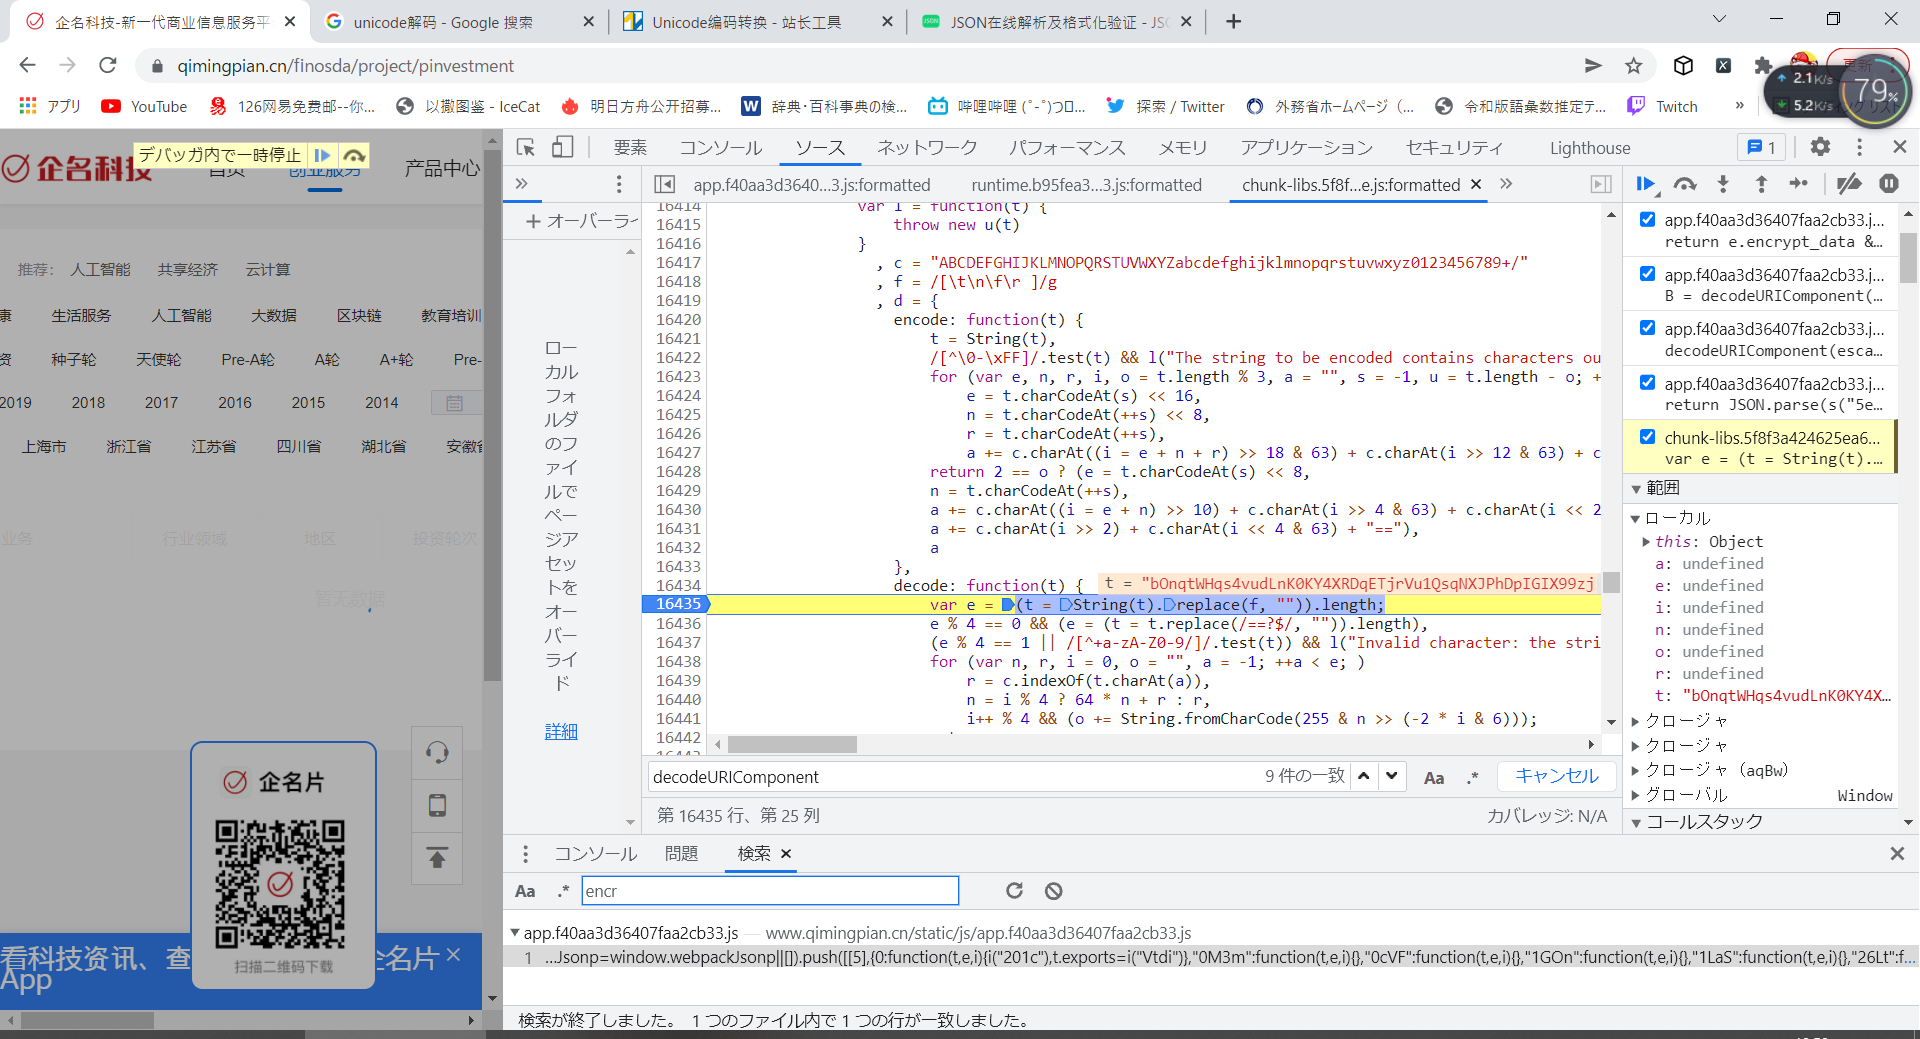 企名科技-新一代商业信息服务平
unicode解码 - Google 搜索
Unicode编码转换 - 站长工具
JSON在线解析及格式化验证 - JSO
qimingpian.cn/finosda/project/pinvestment
更新
2.1K/s
5.2K/s
79%
アプリ
YouTube
126网易免费邮--你...
以撒图鉴 - IceCat
明日方舟公开招募...
辞典・百科事典の検...
哔哩哔哩 (゜-゜)つロ...
探索 / Twitter
外務省ホームページ（...
令和版語彙数推定テ...
Twitch
»
デバッガ内で一時停止
企名科技
首页
创业服务
产品中心
推荐：
人工智能
共享经济
云计算
康
生活服务
人工智能
大数据
区块链
教育培训
资
种子轮
天使轮
Pre-A轮
A轮
A+轮
Pre-
2019
2018
2017
2016
2015
2014
上海市
浙江省
江苏省
四川省
湖北省
安徽省
业务
行业领域
地区
投资轮次
暂无数据
企名片
扫描二维码下载
看科技资讯、查
企名片
App
要素
コンソール
ソース
ネットワーク
パフォーマンス
メモリ
アプリケーション
セキュリティ
Lighthouse
1
»
app.f40aa3d3640...3.js:formatted
runtime.b95fea3...3.js:formatted
chunk-libs.5f8f...e.js:formatted
»
+ オーバーライ
ロー
カル
フォ
ルダ
のフ
ァイ
ルで
ペー
ジア
セッ
トを
オー
バー
ライ
ド
詳細
16414 var l = function(t) {
16415 throw new u(t)
16416 }
16417 , c = "ABCDEFGHIJKLMNOPQRSTUVWXYZabcdefghijklmnopqrstuvwxyz0123456789+/"
16418 , f = /[\t\n\f\r ]/g
16419 , d = {
16420 encode: function(t) {
16421 t = String(t),
16422 /[^\0-\xFF]/.test(t) && l("The string to be encoded contains characters ou
16423 for (var e, n, r, i, o = t.length % 3, a = "", s = -1, u = t.length - o; +
16424 e = t.charCodeAt(s) << 16,
16425 n = t.charCodeAt(++s) << 8,
16426 r = t.charCodeAt(++s),
16427 a += c.charAt((i = e + n + r) >> 18 & 63) + c.charAt(i >> 12 & 63) + c
16428 return 2 == o ? (e = t.charCodeAt(s) << 8,
16429 n = t.charCodeAt(++s),
16430 a += c.charAt((i = e + n) >> 10) + c.charAt(i >> 4 & 63) + c.charAt(i << 2
16431 a += c.charAt(i >> 2) + c.charAt(i << 4 & 63) + "=="),
16432 a
16433 },
16434 decode: function(t) { t = "bOnqtWHqs4vudLnK0KY4XRDqETjrVu1QsqNXJPhDpIGIX99zj
16435 var e = (t = String(t).replace(f, "")).length;
16436 e % 4 == 0 && (e = (t = t.replace(/==?$/, "")).length),
16437 (e % 4 == 1 || /[^+a-zA-Z0-9/]/.test(t)) && l("Invalid character: the stri
16438 for (var n, r, i = 0, o = "", a = -1; ++a < e; )
16439 r = c.indexOf(t.charAt(a)),
16440 n = i % 4 ? 64 * n + r : r,
16441 i++ % 4 && (o += String.fromCharCode(255 & n >> (-2 * i & 6)));
16442
decodeURIComponent
9 件の一致
Aa
.*
キャンセル
第 16435 行、第 25 列
カバレッジ: N/A
app.f40aa3d36407faa2cb33.j...
return e.encrypt_data &...
app.f40aa3d36407faa2cb33.j...
B = decodeURIComponent(...
app.f40aa3d36407faa2cb33.j...
decodeURIComponent(esca...
app.f40aa3d36407faa2cb33.j...
return JSON.parse(s("5e...
chunk-libs.5f8f3a424625ea6...
var e = (t = String(t)....
範囲
ローカル
this: Object
a: undefined
e: undefined
i: undefined
n: undefined
o: undefined
r: undefined
t: "bOnqtWHqs4vudLnK0KY4X...
クロージャ
クロージャ
クロージャ (aqBw)
グローバル
Window
コールスタック
コンソール
問題
検索
Aa
.*
encr
app.f40aa3d36407faa2cb33.js — www.qimingpian.cn/static/js/app.f40aa3d36407faa2cb33.js
1 ...Jsonp=window.webpackJsonp||[]).push([[5],{0:function(t,e,i){i("201c"),t.exports=i("Vtdi")},"0M3m":function(t,e,i){},"0cVF":function(t,e,i){},"1GOn":function(t,e,i){},"1LaS":function(t,e,i){},"26Lt":f...
検索が終了しました。 1 つのファイル内で 1 つの行が一致しました。